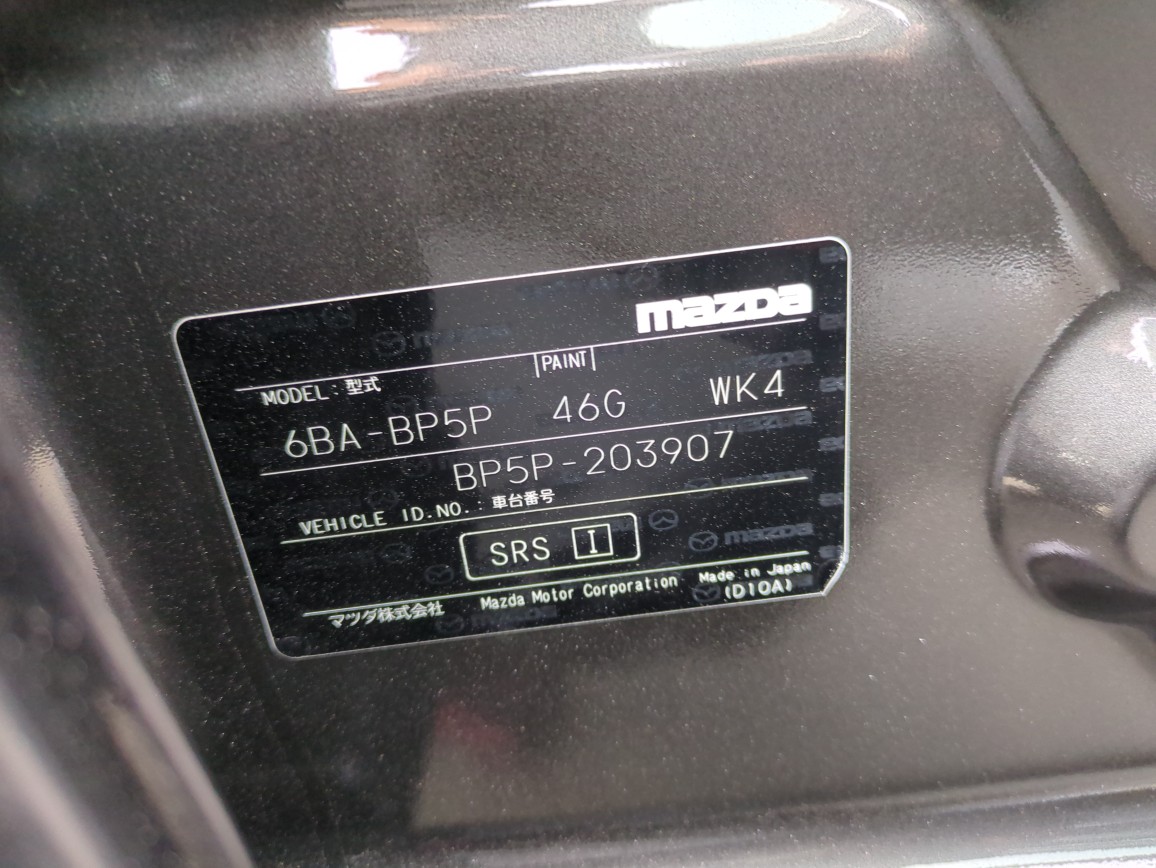 mazda
PAINT
MODEL: 型式
6BA-BP5P 46G WK4
BP5P-203907
VEHICLE ID.NO.: 車台番号
SRS I
マツダ株式会社 Mazda Motor Corporation Made in Japan
(D10A)